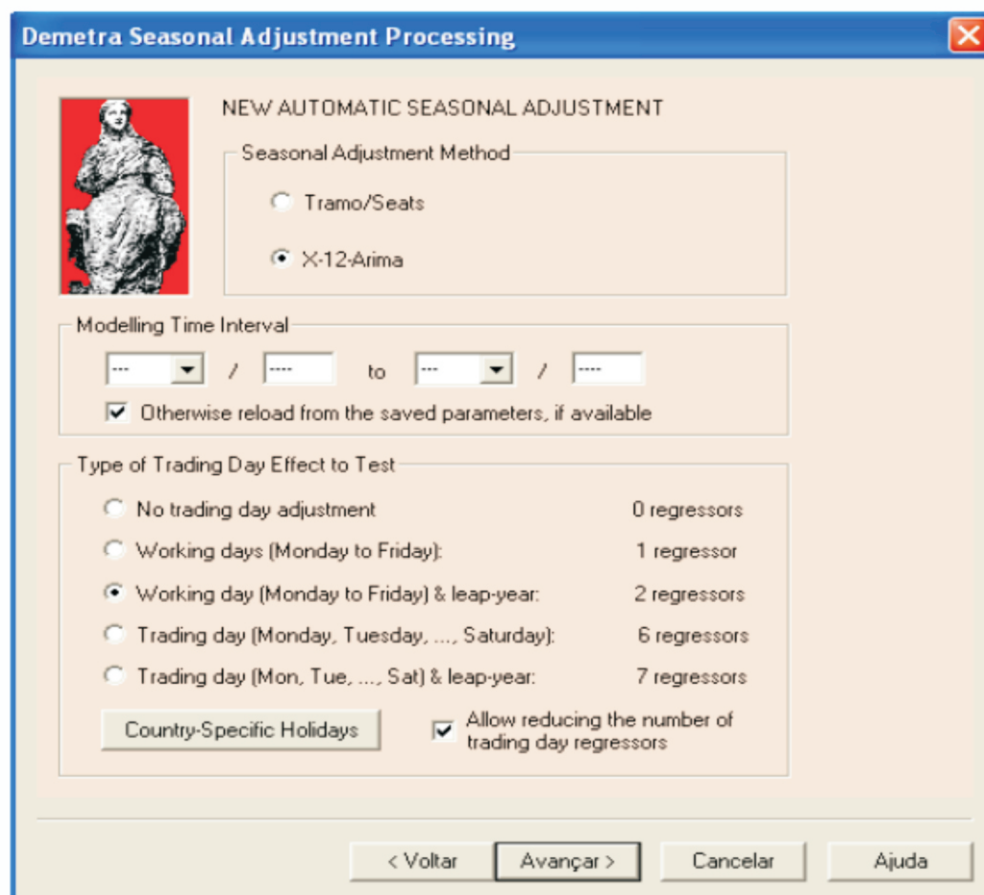 Demetra Seasonal Adjustment Processing
NEW AUTOMATIC SEASONAL ADJUSTMENT
Seasonal Adjustment Method
Tramo/Seats
X-12-Arima
Modelling Time Interval
--- / ---- to --- / ----
Otherwise reload from the saved parameters, if available
Type of Trading Day Effect to Test
No trading day adjustment 0 regressors
Working days (Monday to Friday): 1 regressor
Working day (Monday to Friday) & leap-year: 2 regressors
Trading day (Monday, Tuesday, ..., Saturday): 6 regressors
Trading day (Mon, Tue, ..., Sat) & leap-year: 7 regressors
Country-Specific Holidays
Allow reducing the number of
trading day regressors
< Voltar Avançar > Cancelar Ajuda